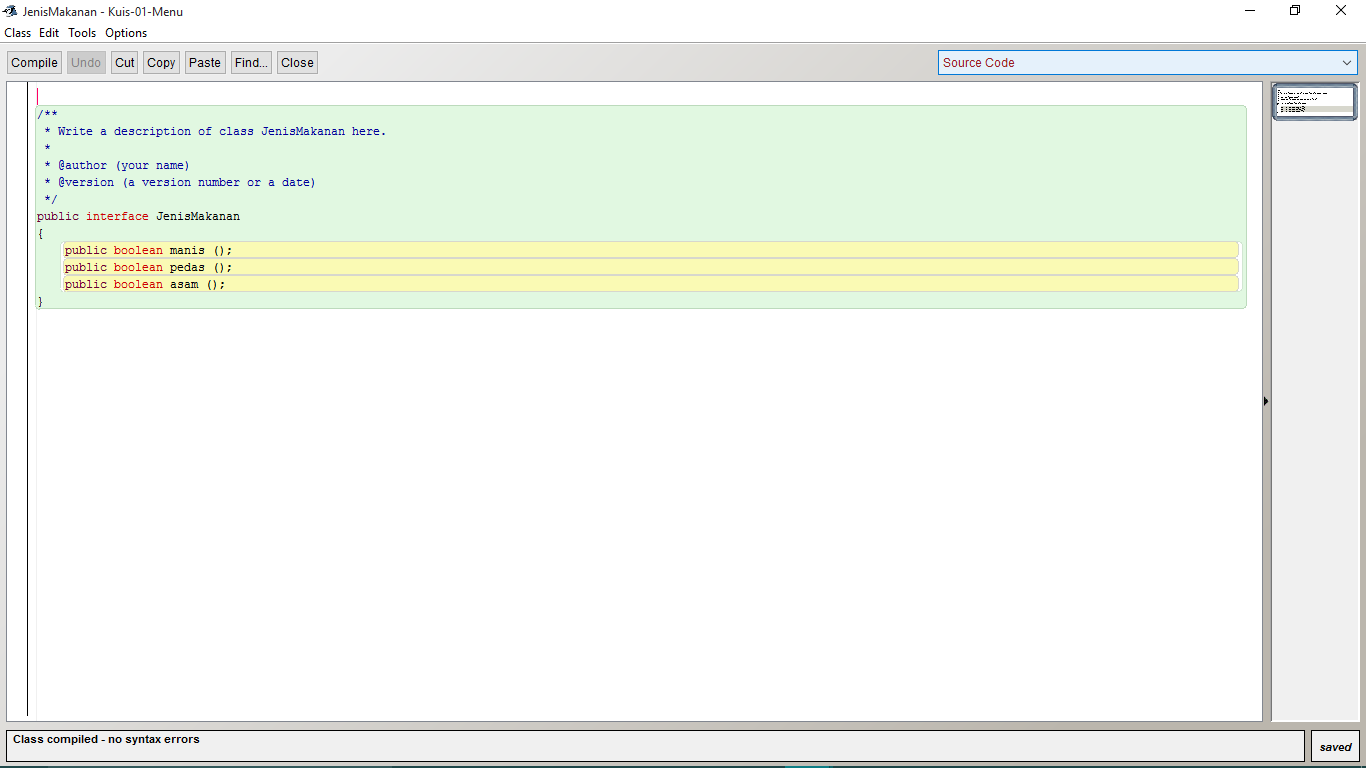 JenisMakanan - Kuis-01-Menu
Class Edit Tools Options
Compile Undo Cut Copy Paste Find... Close Source Code
/**
 * Write a description of class JenisMakanan here.
 *
 * @author (your name)
 * @version (a version number or a date)
 */
public interface JenisMakanan
{
    public boolean manis ();
    public boolean pedas ();
    public boolean asam ();
}
Class compiled - no syntax errors
saved